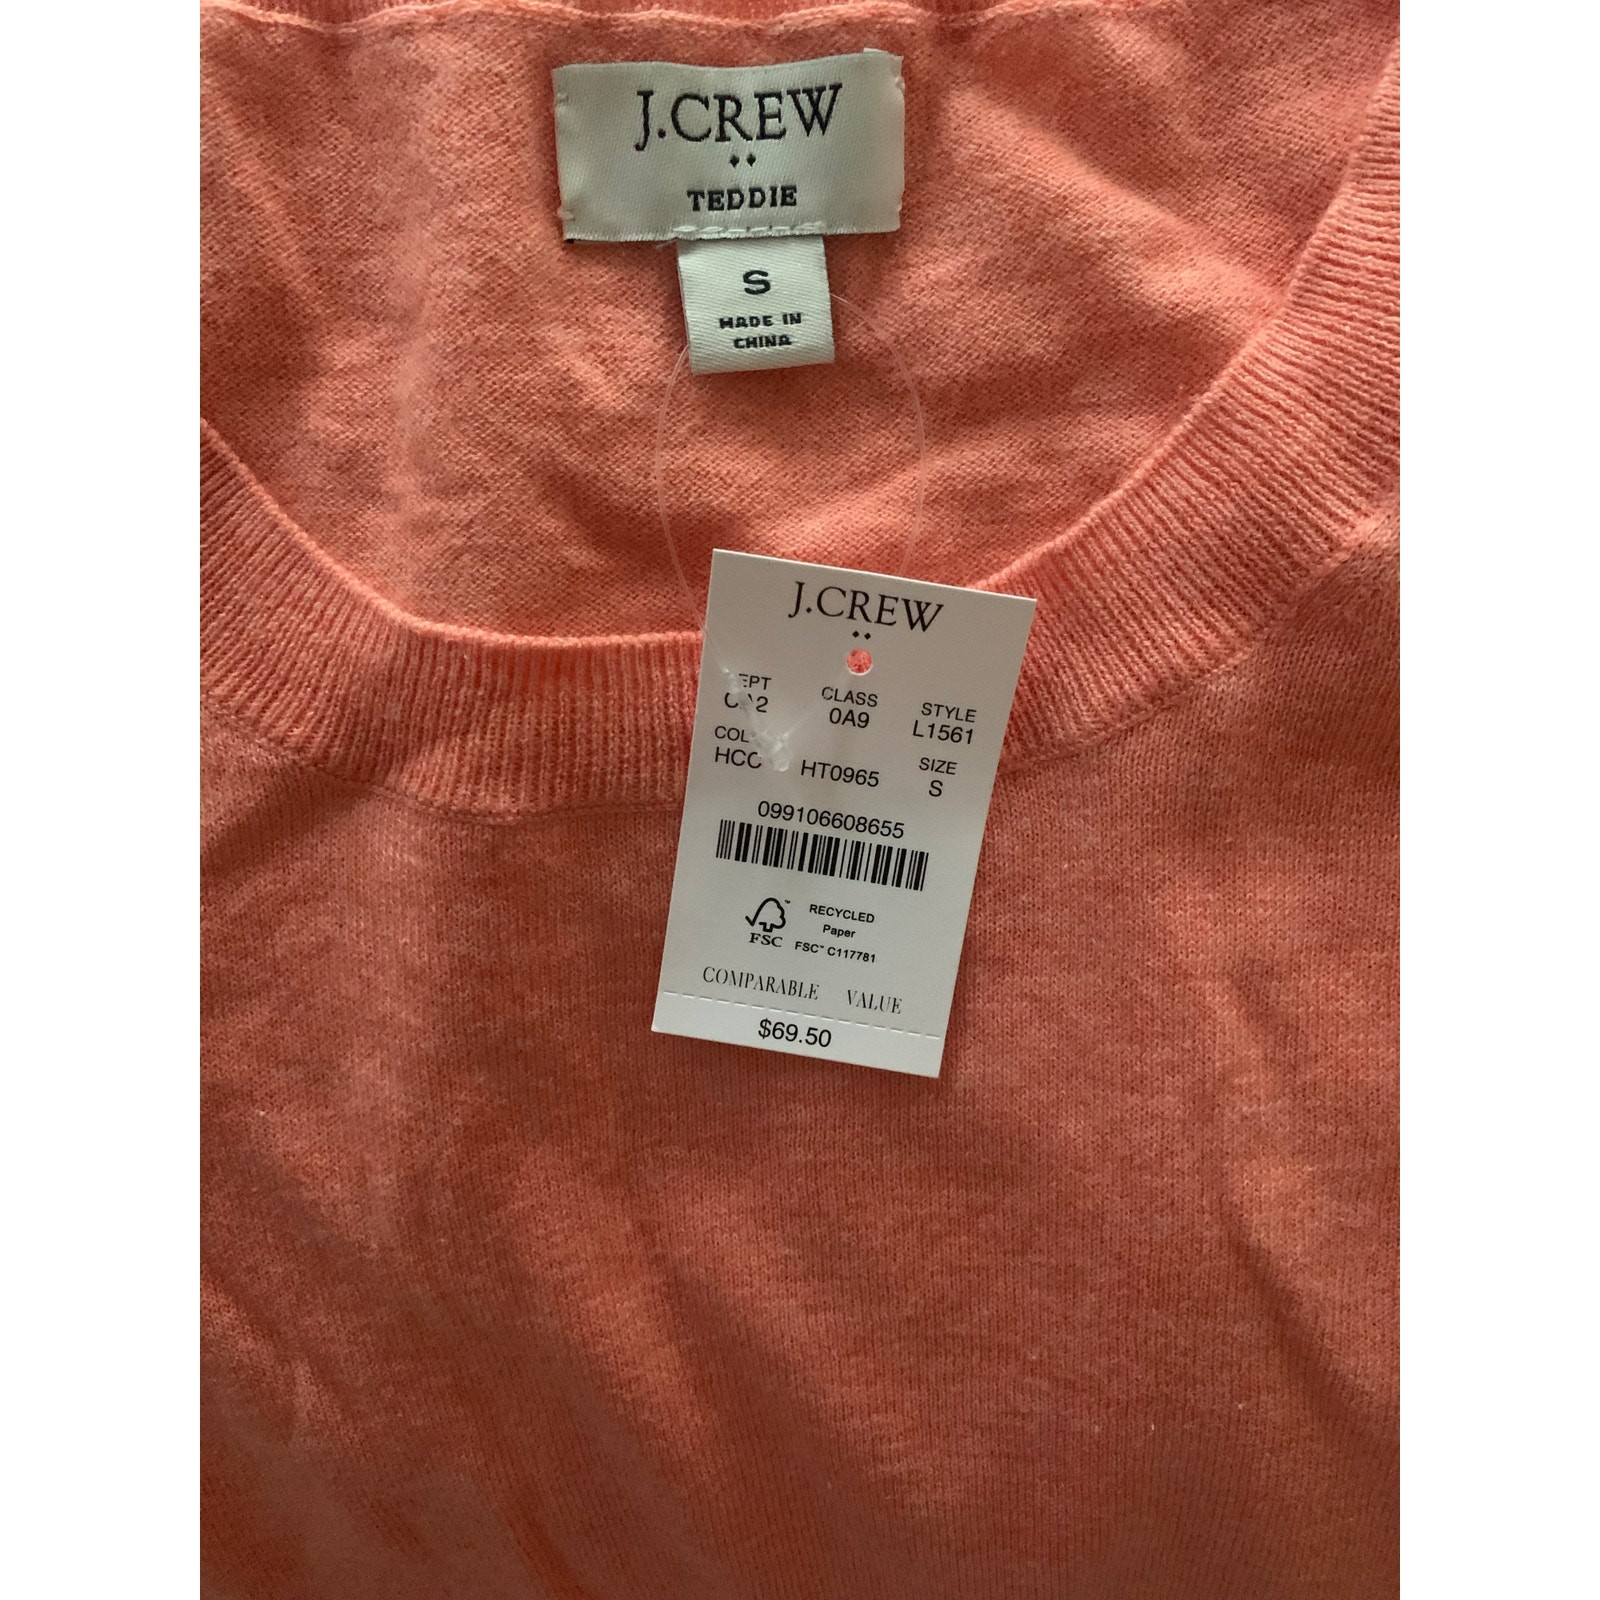 J.CREW
TEDDIE
S
MADE IN
CHINA
J.CREW
CLASS STYLE
0A9 L1561
SIZE
HT0965 S
099106608655
RECYCLED
Paper
FSC
FSC™ C117781
COMPARABLE VALUE
$69.50